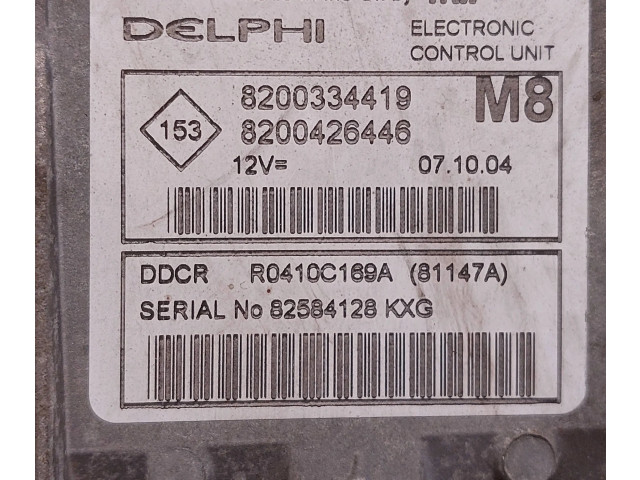 DELPHI ELECTRONIC
CONTROL UNIT
8200334419 M8
153 8200426446
12V= 07.10.04
DDCR R0410C169A (81147A)
SERIAL No 82584128 KXG